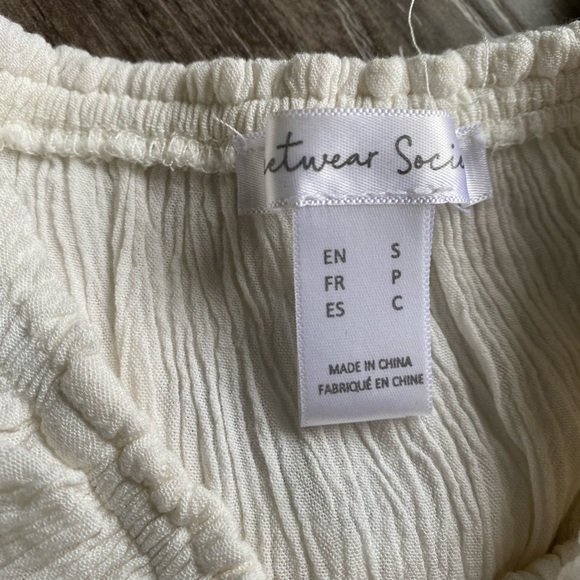 etwear Soci
EN S
FR P
ES C
MADE IN CHINA
FABRIQUÉ EN CHINE